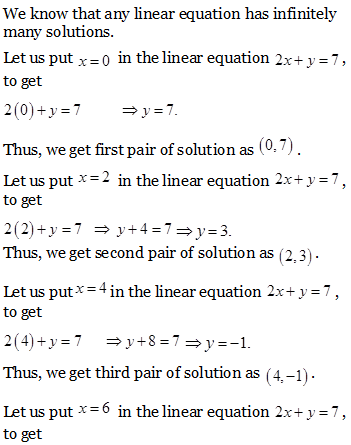 We know that any linear equation has infinitely
many solutions.
Let us put x=0 in the linear equation 2x+y=7,
to get
2(0)+y=7 ⇒y=7.
Thus, we get first pair of solution as (0,7).
Let us put x=2 in the linear equation 2x+y=7,
to get
2(2)+y=7 ⇒ y+4=7⇒y=3.
Thus, we get second pair of solution as (2,3).
Let us put x=4 in the linear equation 2x+y=7,
to get
2(4)+y=7 ⇒y+8=7⇒y=−1.
Thus, we get third pair of solution as (4,−1).
Let us put x=6 in the linear equation 2x+y=7,
to get